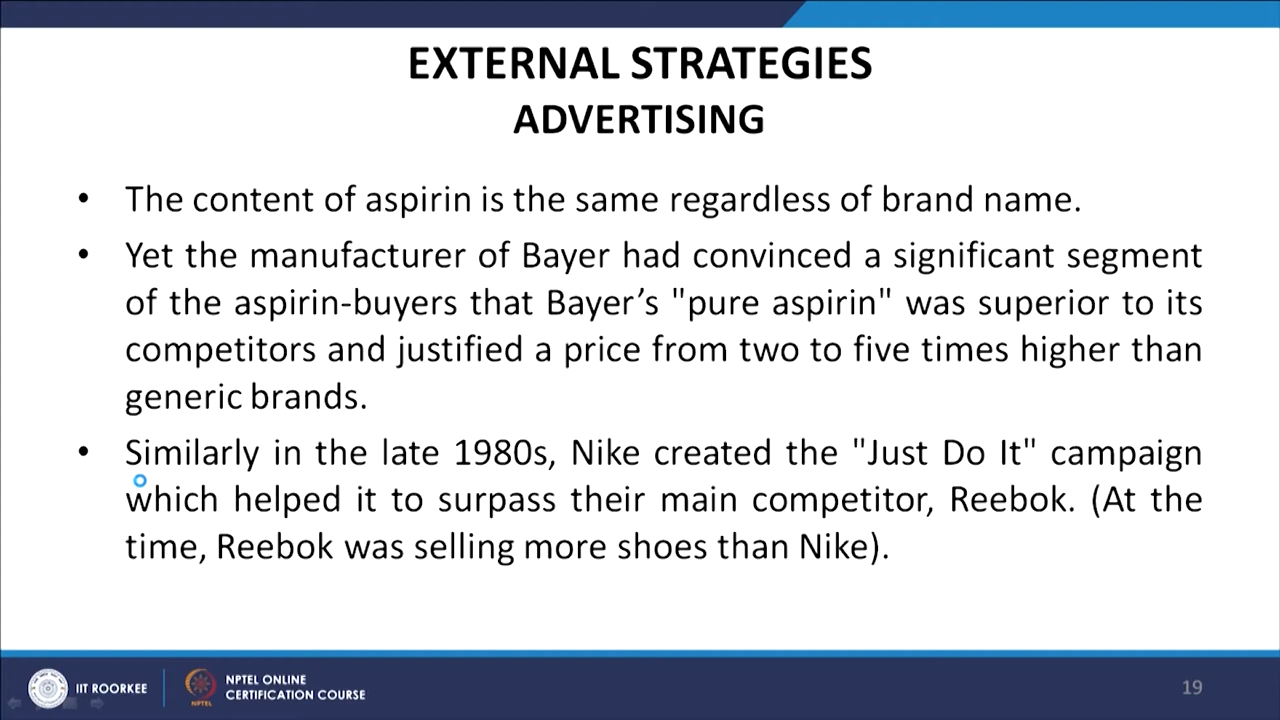 EXTERNAL STRATEGIES
ADVERTISING
• The content of aspirin is the same regardless of brand name.
• Yet the manufacturer of Bayer had convinced a significant segment
of the aspirin-buyers that Bayer’s "pure aspirin" was superior to its
competitors and justified a price from two to five times higher than
generic brands.
• Similarly in the late 1980s, Nike created the "Just Do It" campaign
which helped it to surpass their main competitor, Reebok. (At the
time, Reebok was selling more shoes than Nike).
IIT ROORKEE
NPTEL
NPTEL ONLINE
CERTIFICATION COURSE
19